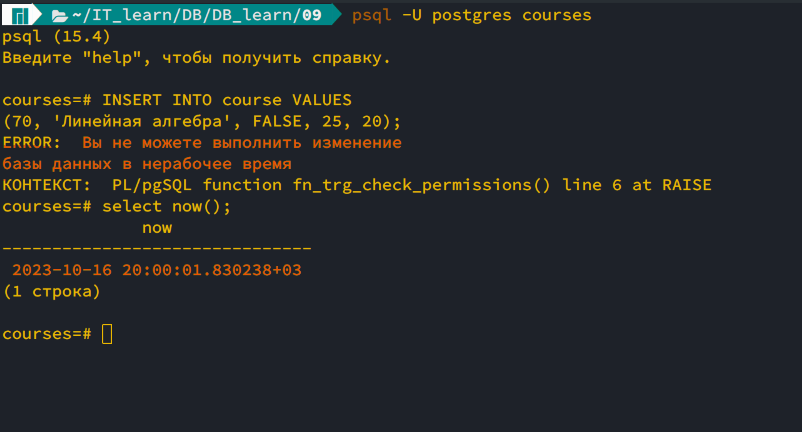 ~/IT_learn/DB/DB_learn/09 psql -U postgres courses
psql (15.4)
Введите "help", чтобы получить справку.
courses=# INSERT INTO course VALUES
(70, 'Линейная алгебра', FALSE, 25, 20);
ERROR:  Вы не можете выполнить изменение
базы данных в нерабочее время
КОНТЕКСТ:  PL/pgSQL function fn_trg_check_permissions() line 6 at RAISE
courses=# select now();
now
-------------------------------
2023-10-16 20:00:01.830238+03
(1 строка)
courses=#